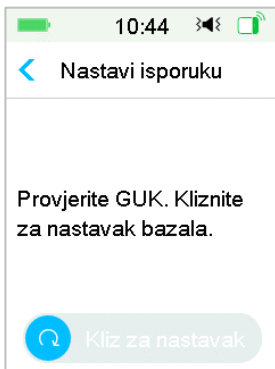 10:44
Nastavi isporuku
Provjerite GUK. Kliznite
za nastavak bazala.
Kliz za nastavak